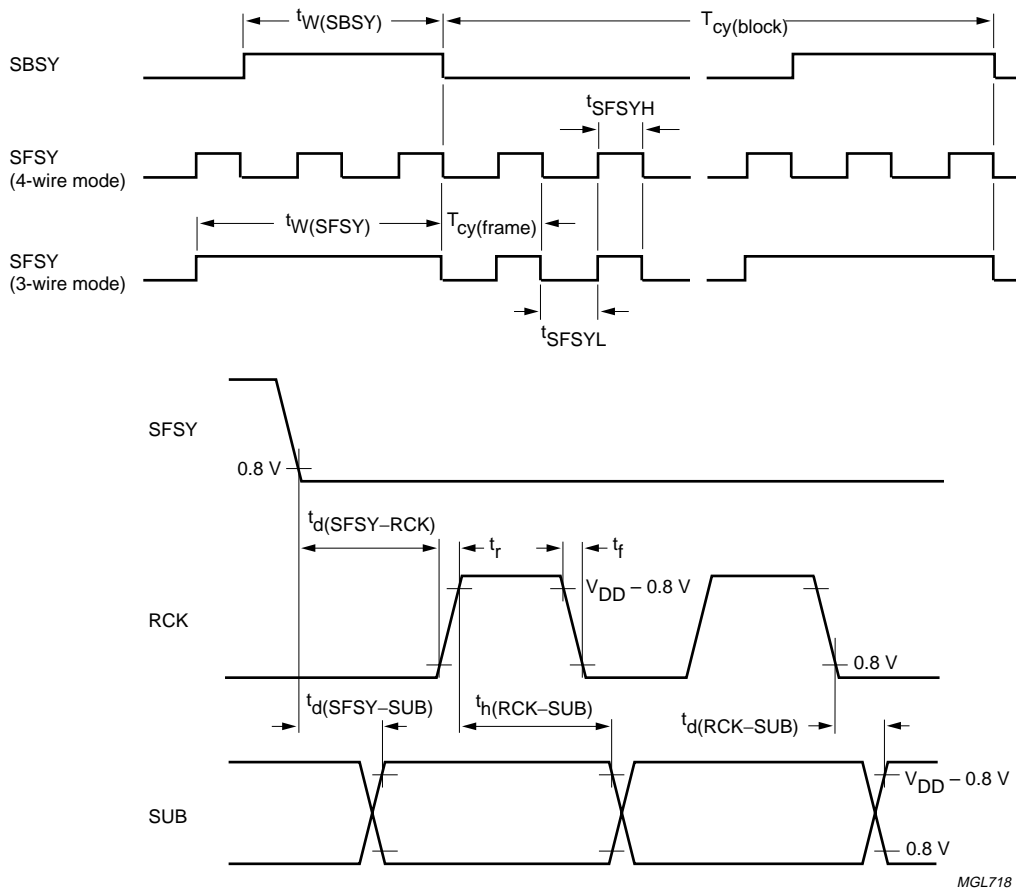 tW(SBSY)
Tcy(block)
SBSY
tSFSYH
SFSY
(4-wire mode)
tW(SFSY)
Tcy(frame)
SFSY
(3-wire mode)
tSFSYL
SFSY
0.8 V
td(SFSY–RCK)
tr
tf
VDD – 0.8 V
RCK
0.8 V
td(SFSY–SUB)
th(RCK–SUB)
td(RCK–SUB)
VDD – 0.8 V
SUB
0.8 V
MGL718